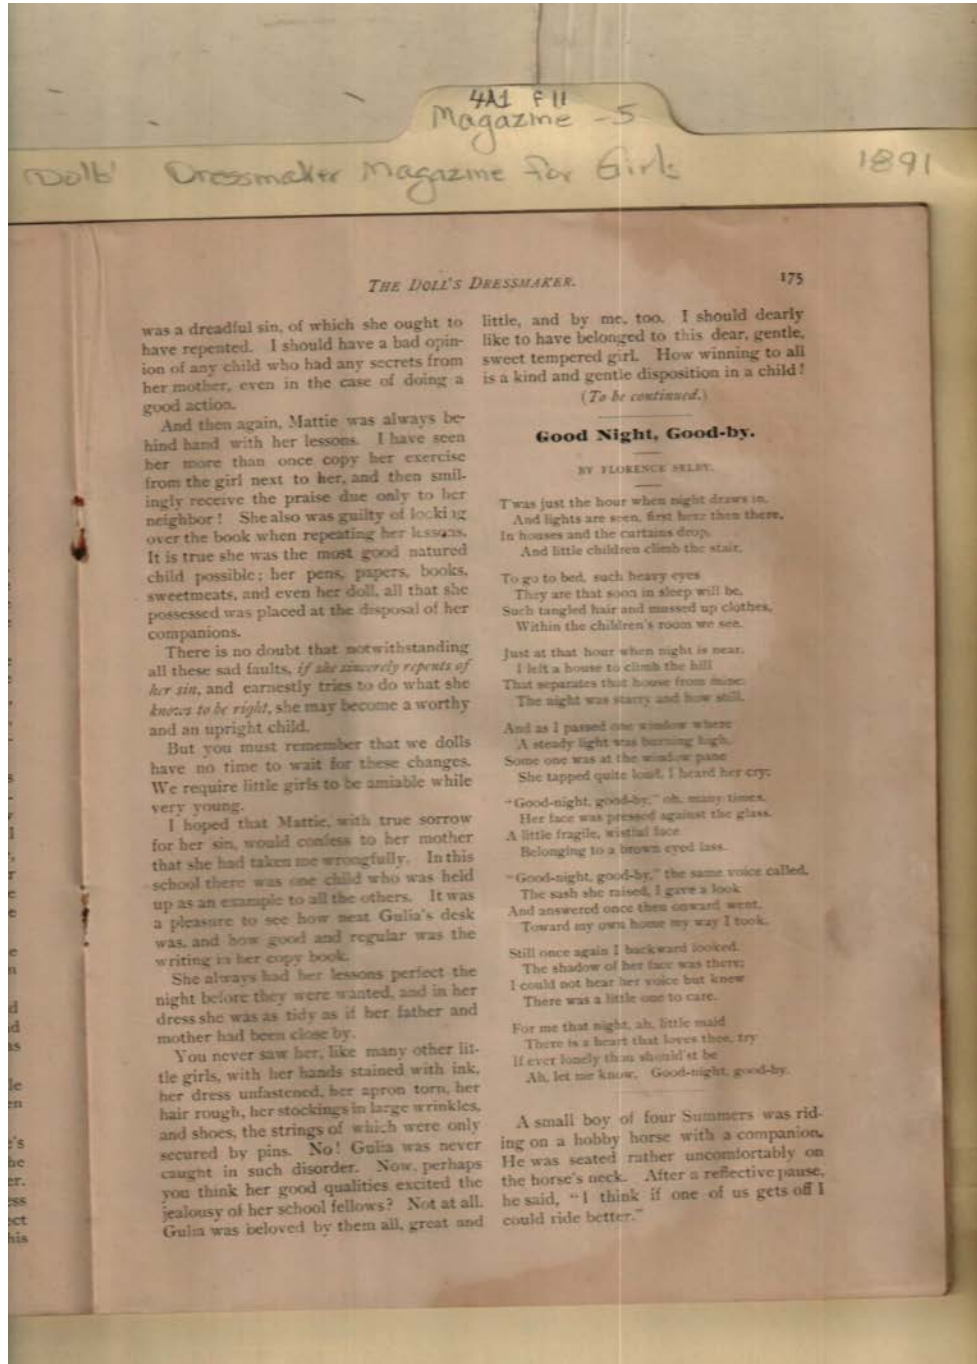 4A1 F11
Magazine - 5
Dolls' Dressmaker Magazine for Girls 1891
THE DOLL'S DRESSMAKER. 175
was a dreadful sin, of which she ought to
have repented. I should have a bad opin-
ion of any child who had any secrets from
her mother, even in the case of doing a
good action.
And then again, Mattie was always be-
hind hand with her lessons. I have seen
her more than once copy her exercise
from the girl next to her, and then smil-
ingly receive the praise due only to her
neighbor! She also was guilty of looking
over the book when repeating her lessons.
It is true she was the most good natured
child possible; her pens, papers, books,
sweetmeats, and even her doll, all that she
possessed was placed at the disposal of her
companions.
There is no doubt that notwithstanding
all these sad faults, if she sincerely repents of
her sin, and earnestly tries to do what she
knows to be right, she may become a worthy
and an upright child.
But you must remember that we dolls
have no time to wait for these changes.
We require little girls to be amiable while
very young.
I hoped that Mattie, with true sorrow
for her sin, would confess to her mother
that she had taken me wrongfully. In this
school there was one child who was held
up as an example to all the others. It was
a pleasure to see how neat Gulia's desk
was, and how good and regular was the
writing in her copy book.
She always had her lessons perfect the
night before they were wanted, and in her
dress she was as tidy as if her father and
mother had been close by.
You never saw her, like many other lit-
tle girls, with her hands stained with ink,
her dress unfastened, her apron torn, her
hair rough, her stockings in large wrinkles,
and shoes, the strings of which were only
secured by pins. No! Gulia was never
caught in such disorder. Now, perhaps
you think her good qualities excited the
jealousy of her school fellows? Not at all.
Gulia was beloved by them all, great and
little, and by me, too. I should dearly
like to have belonged to this dear, gentle,
sweet tempered girl. How winning to all
is a kind and gentle disposition in a child!
(To be continued.)
Good Night, Good-by.
BY FLORENCE SELBY.
T'was just the hour when night draws in,
And lights are seen, first here then there,
In houses and the curtains drop,
And little children climb the stair.
To go to bed, such heavy eyes
They are that soon in sleep will be,
Such tangled hair and mussed up clothes,
Within the children's room we see.
Just at that hour when night is near,
I left a house to climb the hill
That separates that house from mine;
The night was starry and how still.
And as I passed one window where
A steady light was burning high,
Some one was at the window pane
She tapped quite loud, I heard her cry;
"Good-night, good-by," oh, many times,
Her face was pressed against the glass.
A little fragile, wistful face
Belonging to a brown eyed lass.
"Good-night, good-by," the same voice called,
The sash she raised, I gave a look
And answered once then onward went,
Toward my own home my way I took.
Still once again I backward looked.
The shadow of her face was there;
I could not hear her voice but knew
There was a little one to care.
For me that night, ah, little maid
There is a heart that loves thee, try
If ever lonely thou should'st be
Ah, let me know. Good-night, good-by.
A small boy of four Summers was rid-
ing on a hobby horse with a companion.
He was seated rather uncomfortably on
the horse's neck. After a reflective pause,
he said, "I think if one of us gets off I
could ride better."